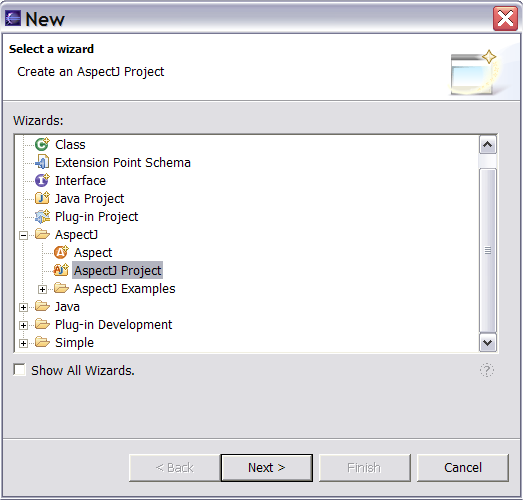 New
Select a wizard
Create an AspectJ Project
Wizards:
Class
Extension Point Schema
Interface
Java Project
Plug-in Project
AspectJ
Aspect
AspectJ Project
AspectJ Examples
Java
Plug-in Development
Simple
Show All Wizards.
< Back Next > Finish Cancel